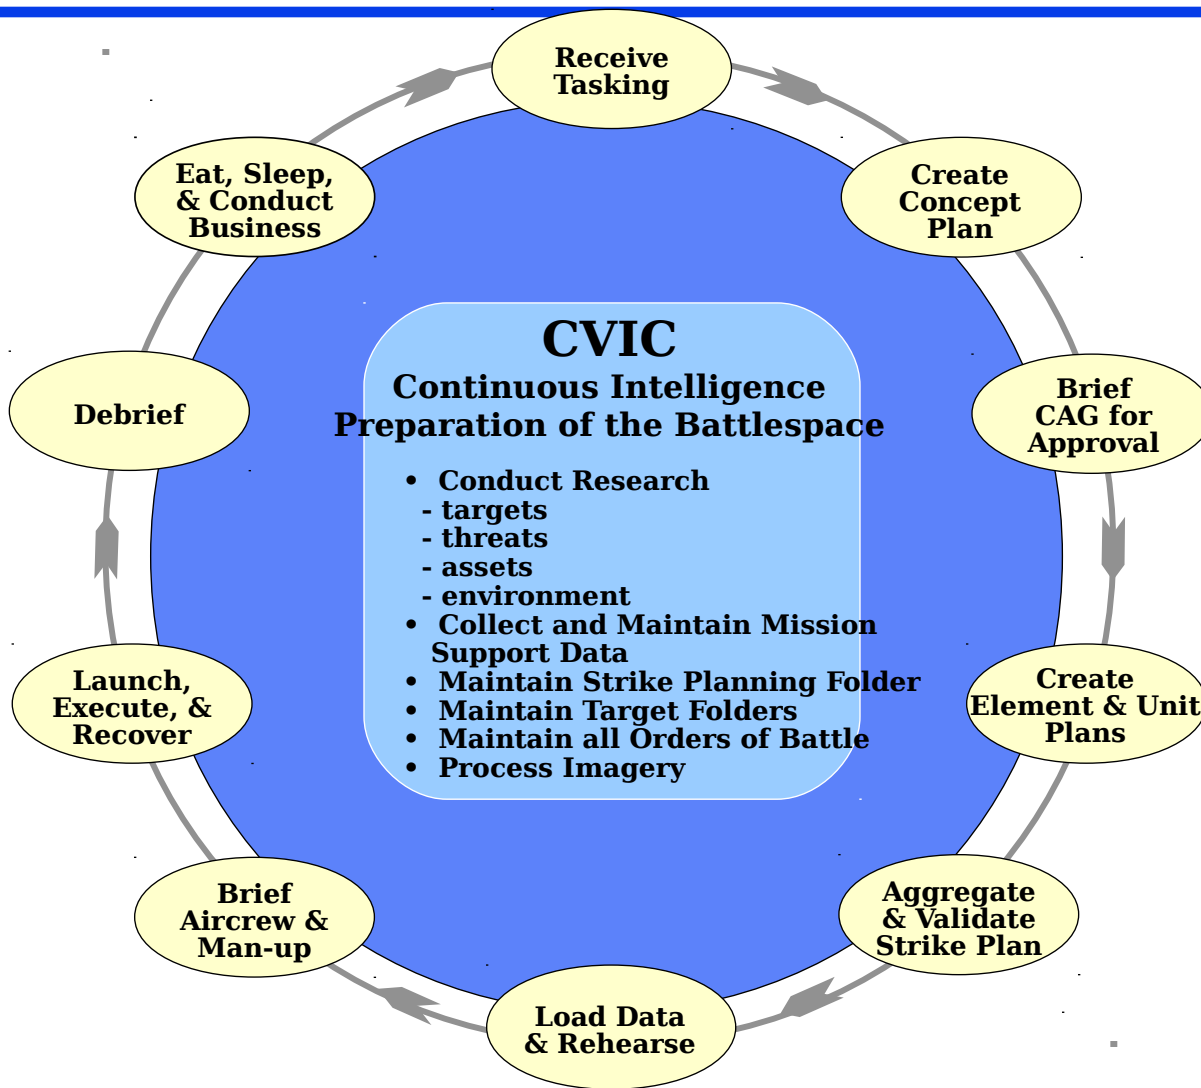 Receive
Tasking
Create
Concept
Plan
Brief
CAG for
Approval
Create
Element & Unit
Plans
Aggregate
& Validate
Strike Plan
Load Data
& Rehearse
Brief
Aircrew &
Man-up
Launch,
Execute, &
Recover
Debrief
Eat, Sleep,
& Conduct
Business
CVIC
Continuous Intelligence
Preparation of the Battlespace
• Conduct Research
- targets
- threats
- assets
- environment
• Collect and Maintain Mission
Support Data
• Maintain Strike Planning Folder
• Maintain Target Folders
• Maintain all Orders of Battle
• Process Imagery